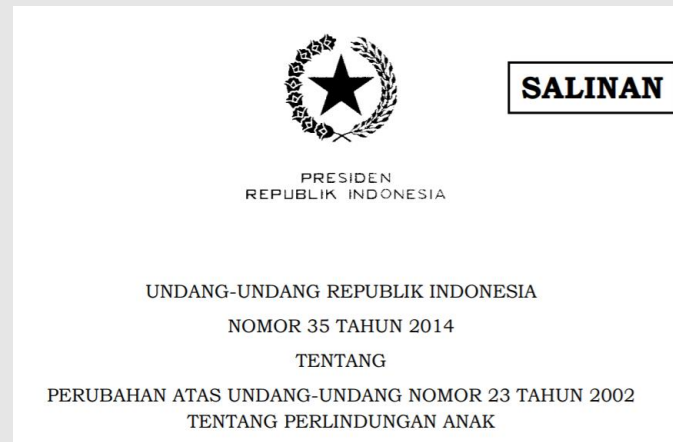 SALINAN
PRESIDEN
REPUBLIK INDONESIA
UNDANG-UNDANG REPUBLIK INDONESIA
NOMOR 35 TAHUN 2014
TENTANG
PERUBAHAN ATAS UNDANG-UNDANG NOMOR 23 TAHUN 2002
TENTANG PERLINDUNGAN ANAK